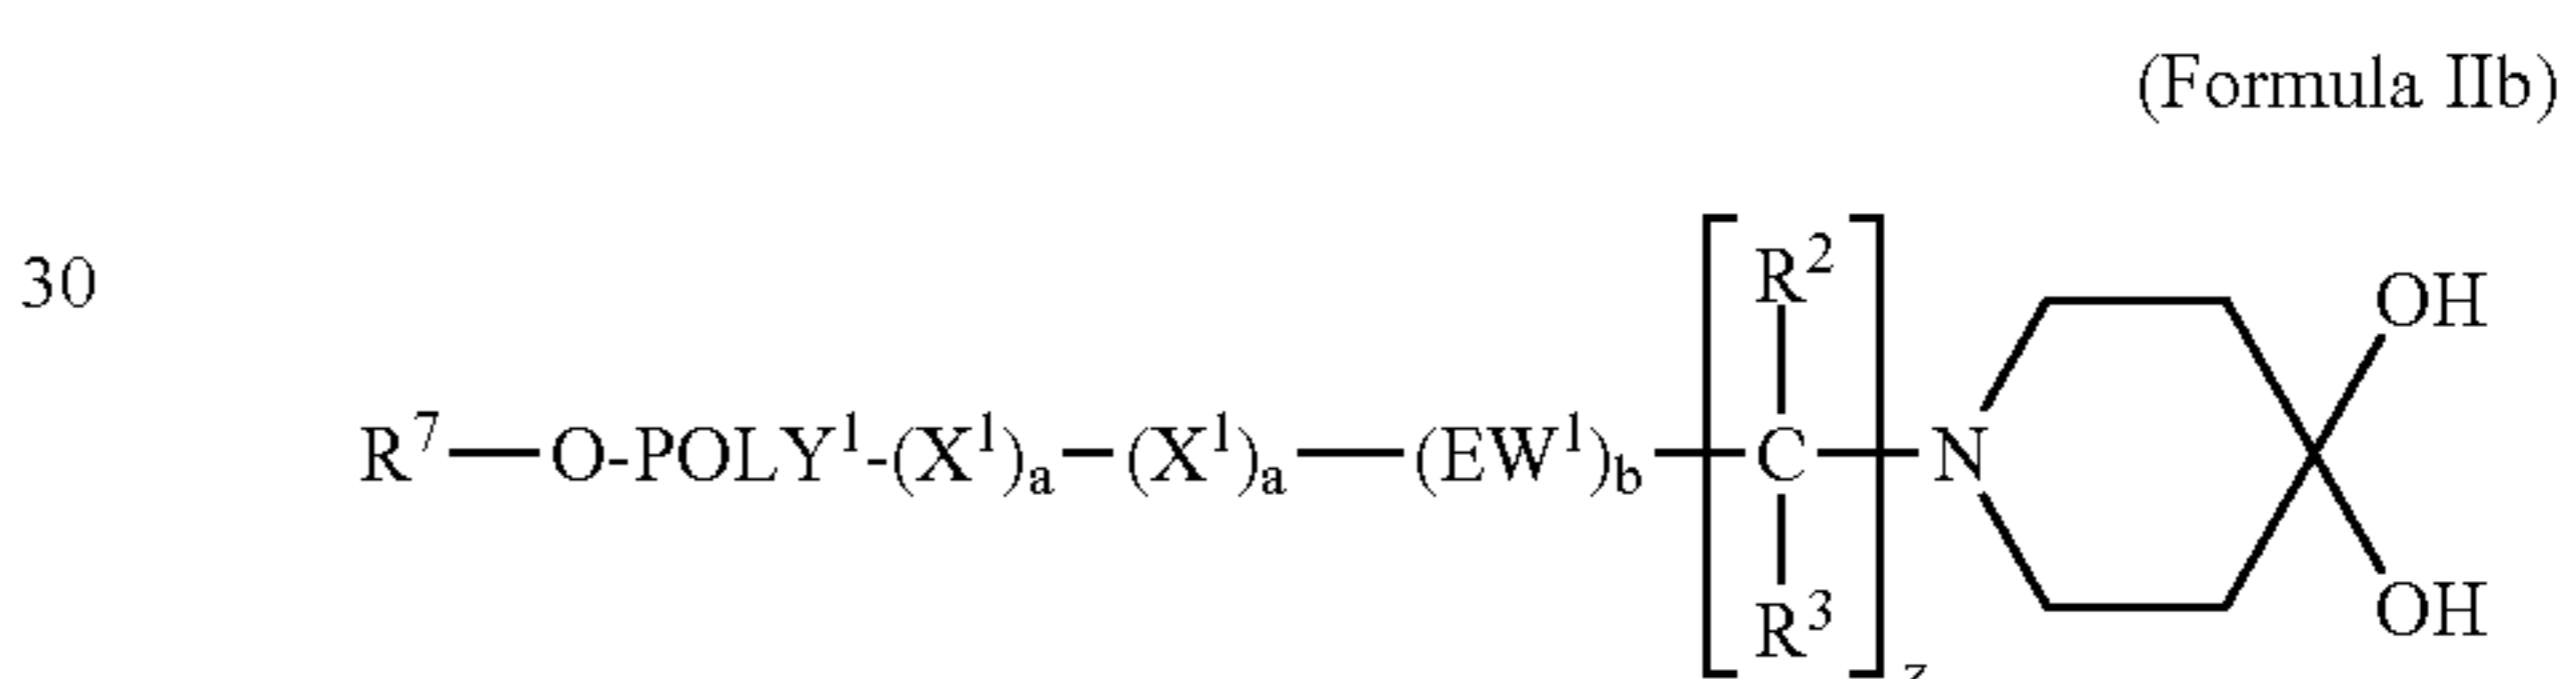 (Formula IIb)
30
R² OH
R⁷—O-POLY¹-(X¹)ₐ—(X¹)ₐ—(EW¹)b—C—N
R³ OH
z